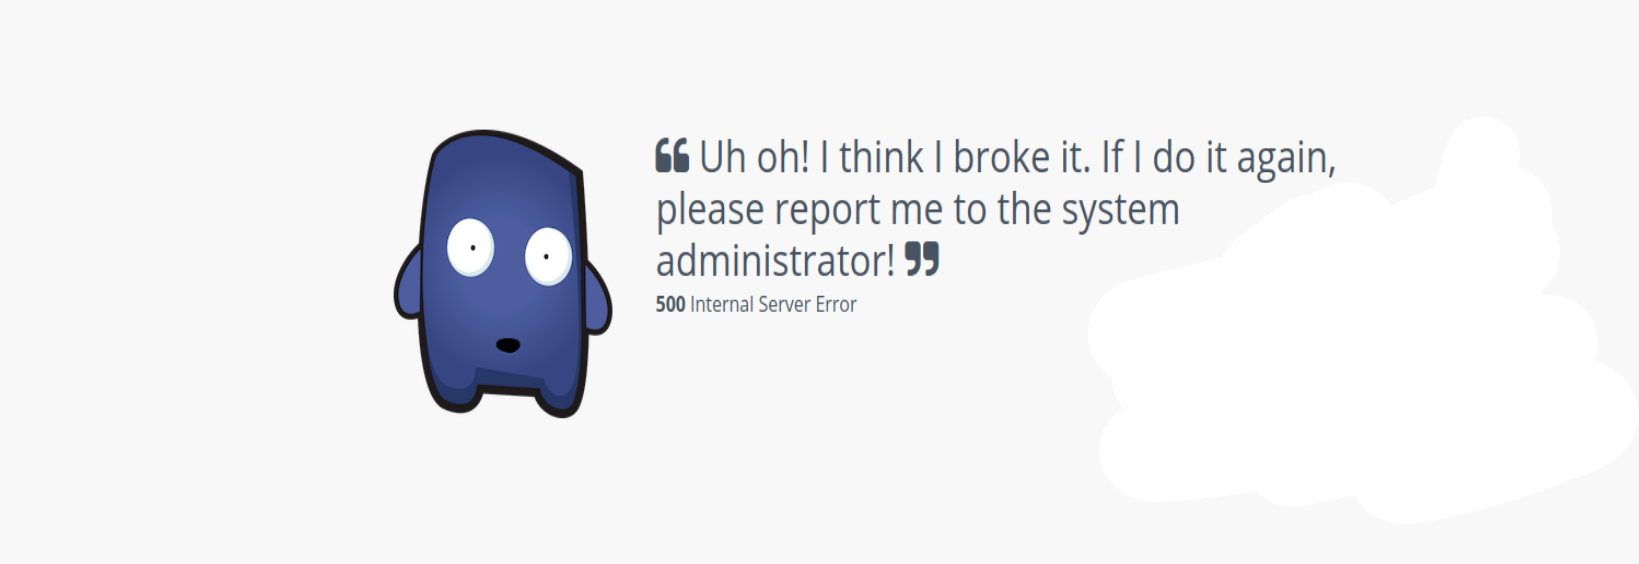 ❝ Uh oh! I think I broke it. If I do it again,
please report me to the system
administrator! ❞
500 Internal Server Error